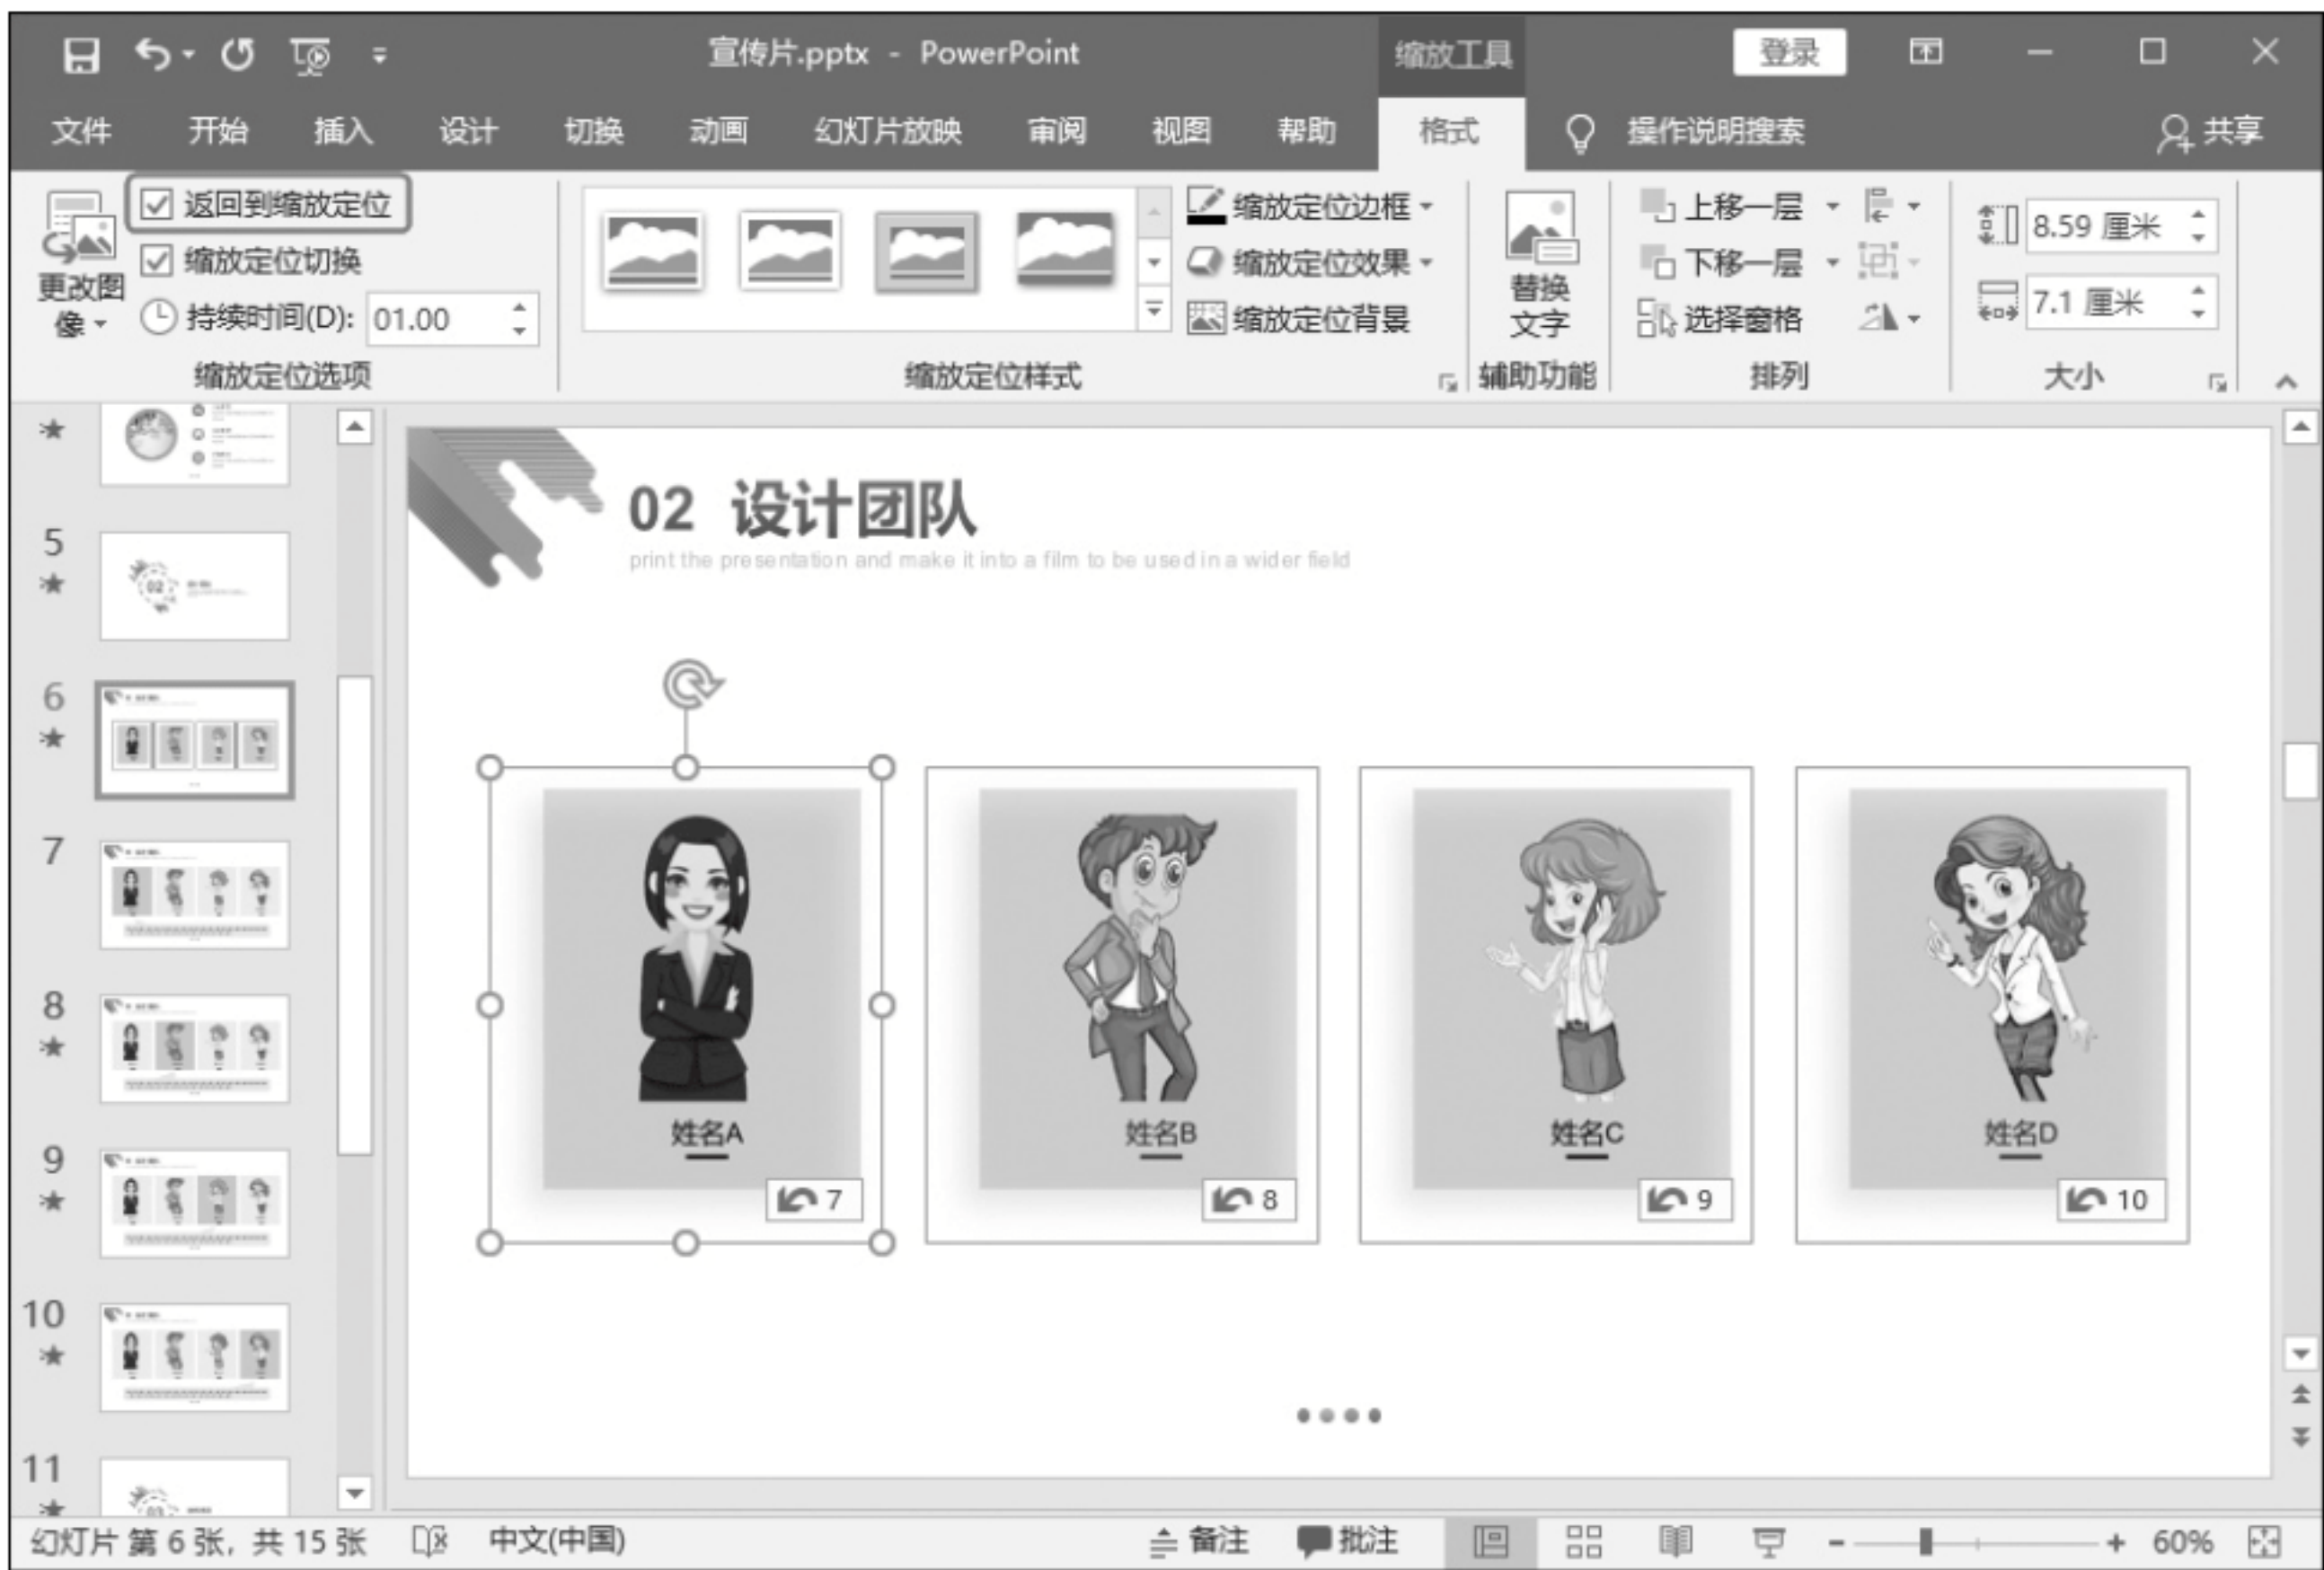 宣传片.pptx - PowerPoint
缩放工具
登录
文件 开始 插入 设计 切换 动画 幻灯片放映 审阅 视图 帮助 格式 操作说明搜索 共享
更改图像
返回到缩放定位
缩放定位切换
持续时间(D): 01.00
缩放定位选项
缩放定位边框
缩放定位效果
缩放定位背景
缩放定位样式
替换文字
辅助功能
上移一层
下移一层
选择窗格
排列
8.59 厘米
7.1 厘米
大小
5
02
6
7
8
9
10
11
02 设计团队
print the presentation and make it into a film to be used in a wider field
姓名A
7
姓名B
8
姓名C
9
姓名D
10
幻灯片 第 6 张，共 15 张 中文(中国) 备注 批注 60%